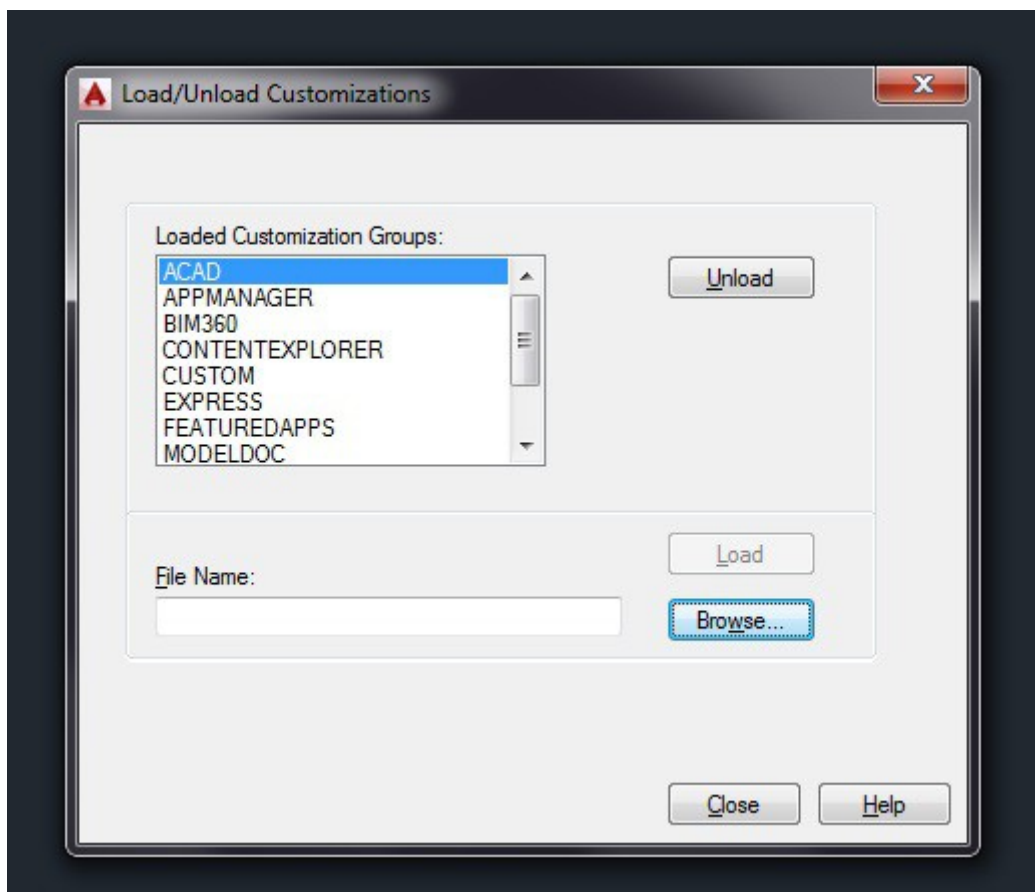 Load/Unload Customizations
Loaded Customization Groups:
ACAD
APPMANAGER
BIM360
CONTENTEXPLORER
CUSTOM
EXPRESS
FEATUREDAPPS
MODELDOC
Unload
Load
File Name:
Browse...
Close
Help